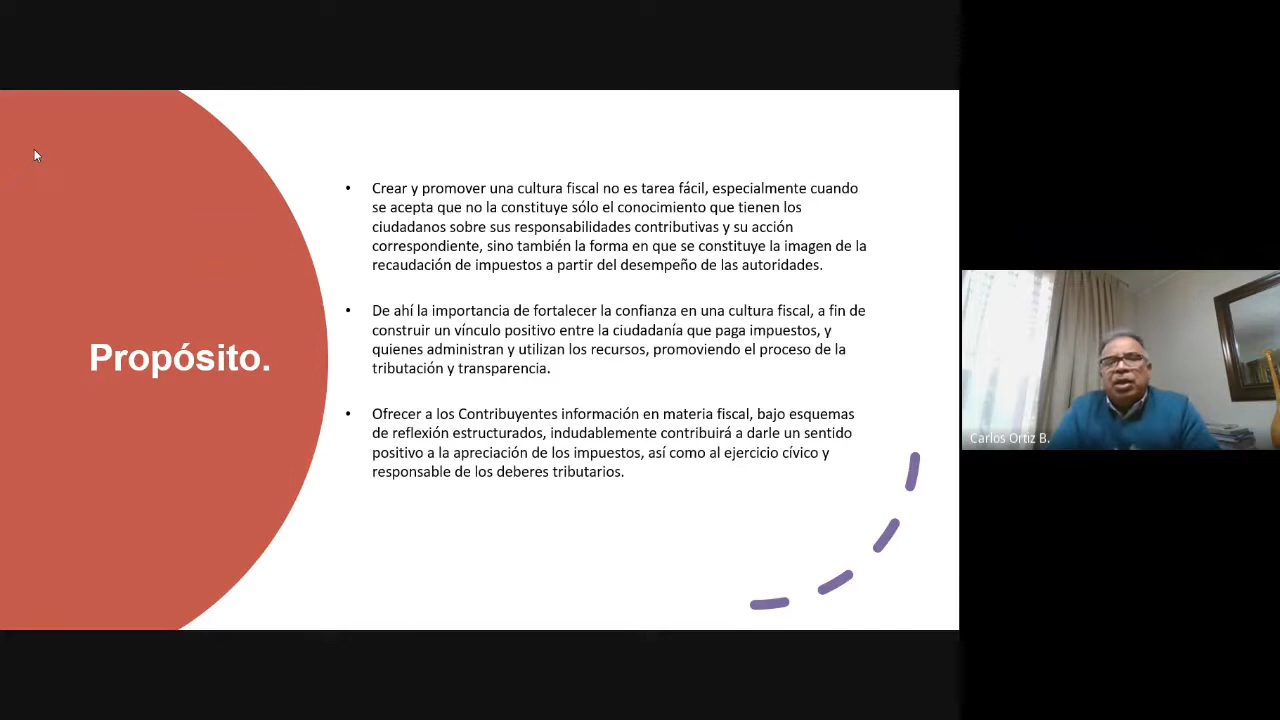 Propósito.
• Crear y promover una cultura fiscal no es tarea fácil, especialmente cuando
se acepta que no la constituye sólo el conocimiento que tienen los
ciudadanos sobre sus responsabilidades contributivas y su acción
correspondiente, sino también la forma en que se constituye la imagen de la
recaudación de impuestos a partir del desempeño de las autoridades.
• De ahí la importancia de fortalecer la confianza en una cultura fiscal, a fin de
construir un vínculo positivo entre la ciudadanía que paga impuestos, y
quienes administran y utilizan los recursos, promoviendo el proceso de la
tributación y transparencia.
• Ofrecer a los Contribuyentes información en materia fiscal, bajo esquemas
de reflexión estructurados, indudablemente contribuirá a darle un sentido
positivo a la apreciación de los impuestos, así como al ejercicio cívico y
responsable de los deberes tributarios.
Carlos Ortiz B.